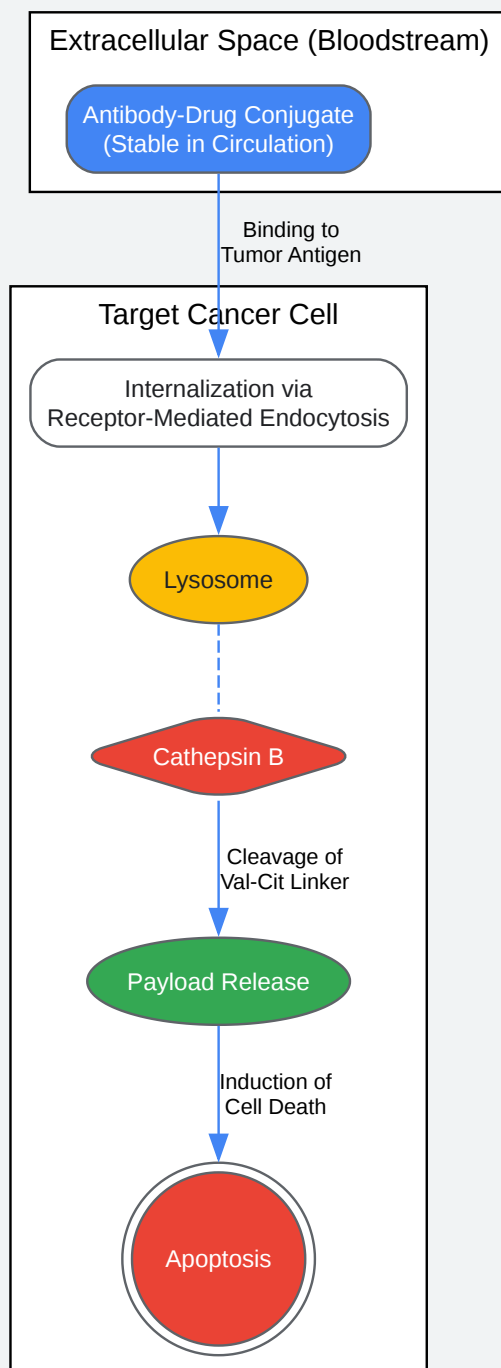 Extracellular Space (Bloodstream)
Antibody-Drug Conjugate
(Stable in Circulation)
Binding to
Tumor Antigen
Target Cancer Cell
Internalization via
Receptor-Mediated Endocytosis
Lysosome
Cathepsin B
Cleavage of
Val-Cit Linker
Payload Release
Induction of
Cell Death
Apoptosis